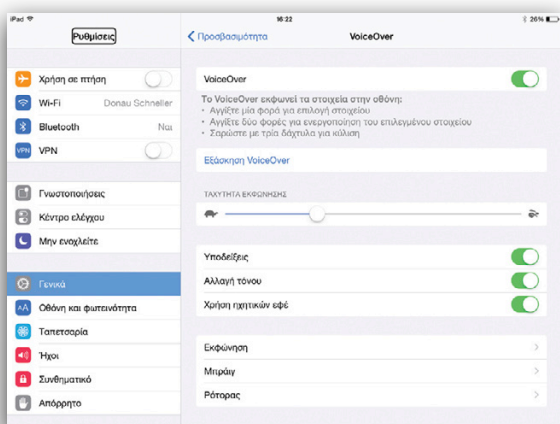 iPad 16:22 26%
Ρυθμίσεις
Προσβασιμότητα
VoiceOver
Χρήση σε πτήση
Wi-Fi Donau Schneller
Bluetooth Ναι
VPN VPN
Γνωστοποιήσεις
Κέντρο ελέγχου
Μην ενοχλείτε
Γενικά
AA Οθόνη και φωτεινότητα
Ταπετσαρία
Ήχοι
Συνθηματικό
Απόρρητο
VoiceOver
Το VoiceOver εκφωνεί τα στοιχεία στην οθόνη:
• Αγγίξτε μία φορά για επιλογή στοιχείου
• Αγγίξτε δύο φορές για ενεργοποίηση του επιλεγμένου στοιχείου
• Σαρώστε με τρία δάχτυλα για κύλιση
Εξάσκηση VoiceOver
ΤΑΧΥΤΗΤΑ ΕΚΦΩΝΗΣΗΣ
Υποδείξεις
Αλλαγή τόνου
Χρήση ηχητικών εφέ
Εκφώνηση
Μπράιγ
Ρότορας